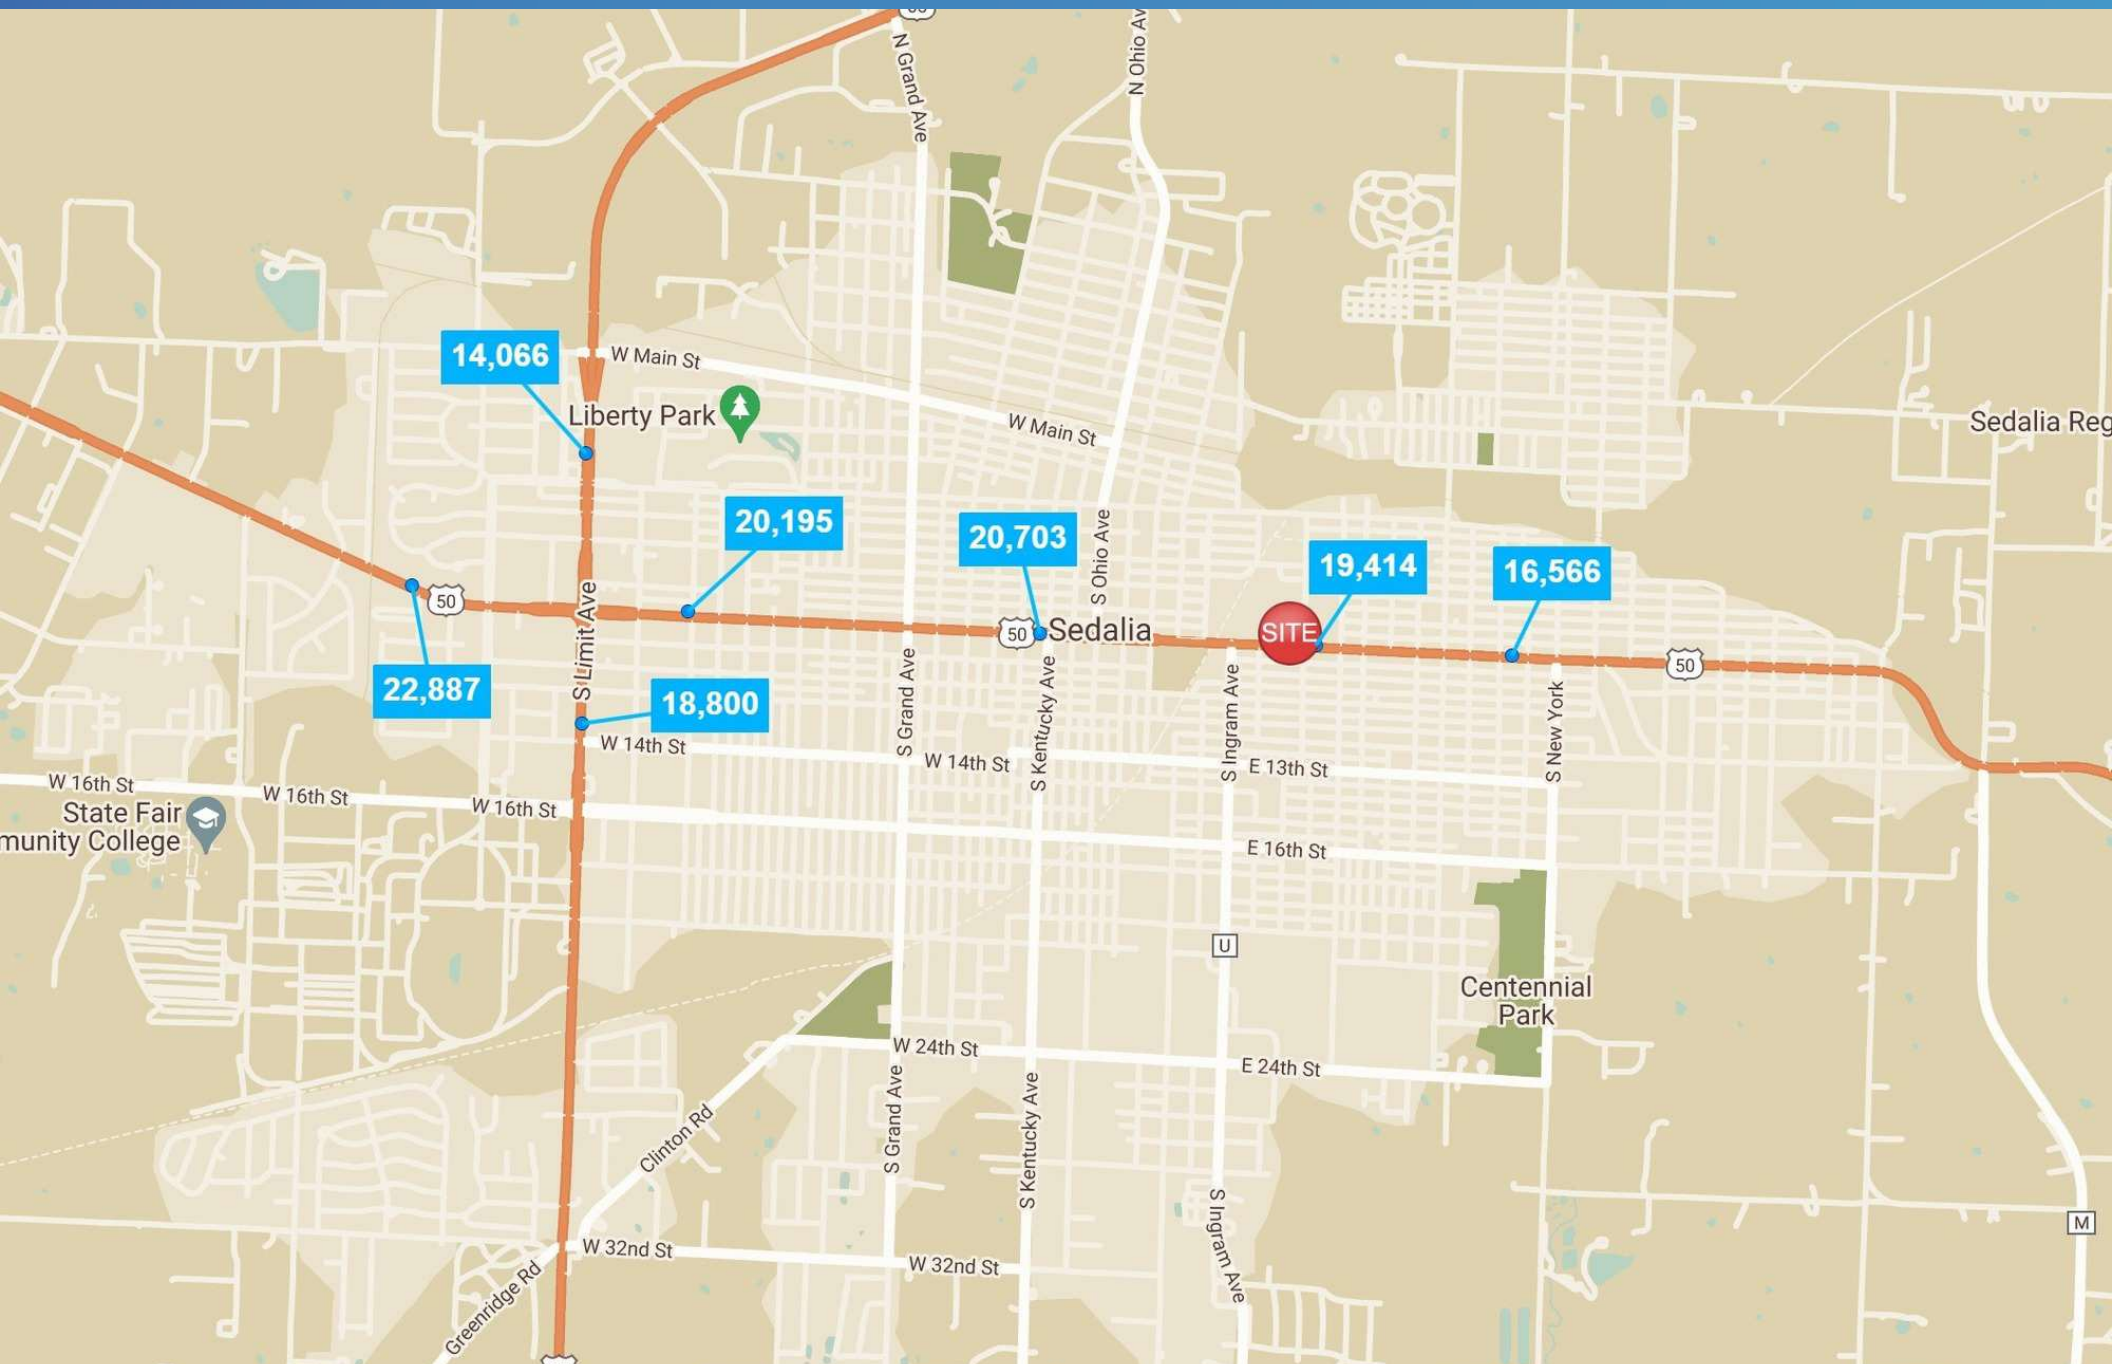 N Grand Ave
N Ohio Av
14,066
W Main St
Liberty Park
W Main St
Sedalia Reg
20,195
20,703
S Ohio Ave
19,414
16,566
50
S Limit Ave
50
Sedalia
SITE
50
22,887
18,800
S Grand Ave
S Kentucky Ave
S Ingram Ave
S New York
W 14th St
W 14th St
E 13th St
W 16th St
W 16th St
W 16th St
State Fair
munity College
E 16th St
U
Centennial
Park
W 24th St
E 24th St
Clinton Rd
S Grand Ave
S Kentucky Ave
S Ingram Ave
M
W 32nd St
W 32nd St
Greenridge Rd